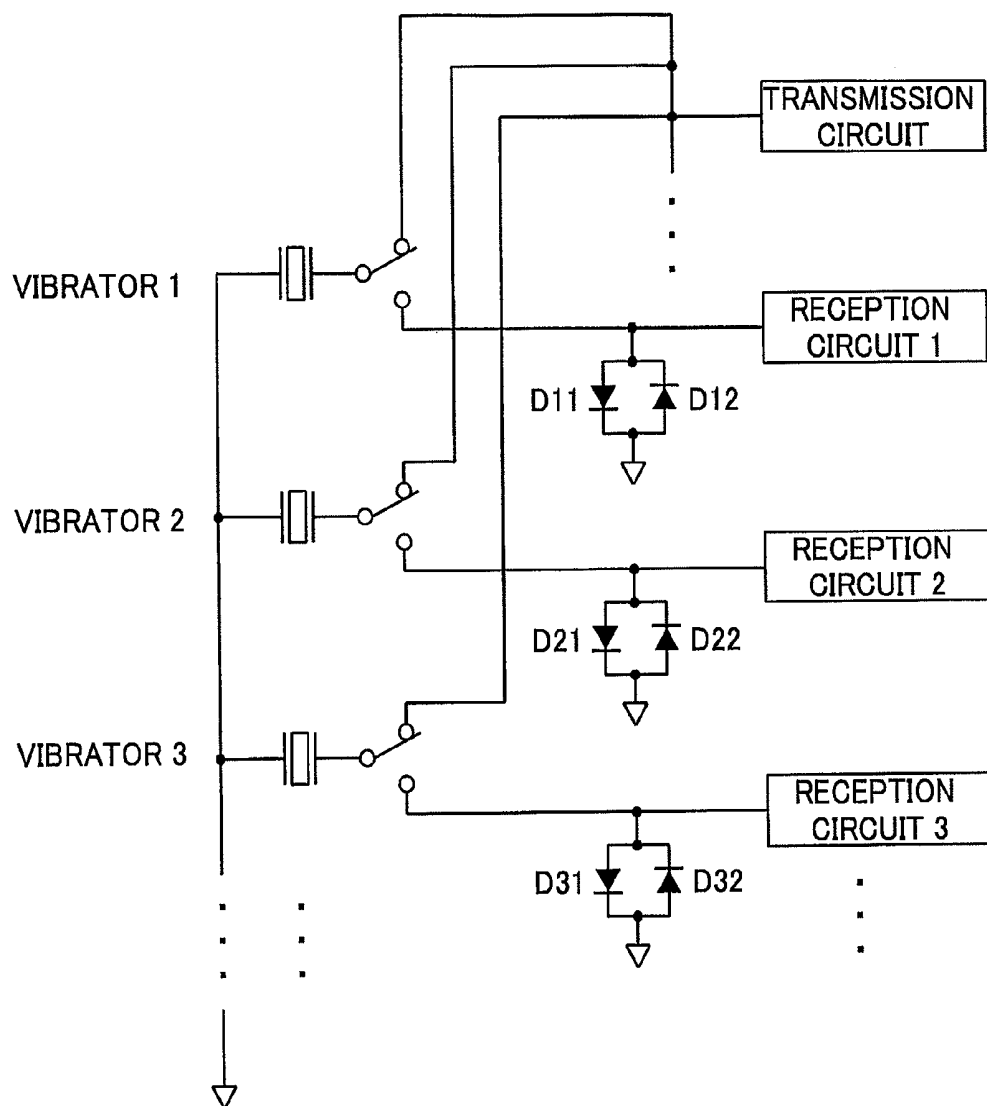 TRANSMISSION
CIRCUIT
VIBRATOR 1
RECEPTION
CIRCUIT 1
D11
D12
VIBRATOR 2
RECEPTION
CIRCUIT 2
D21
D22
VIBRATOR 3
RECEPTION
CIRCUIT 3
D31
D32